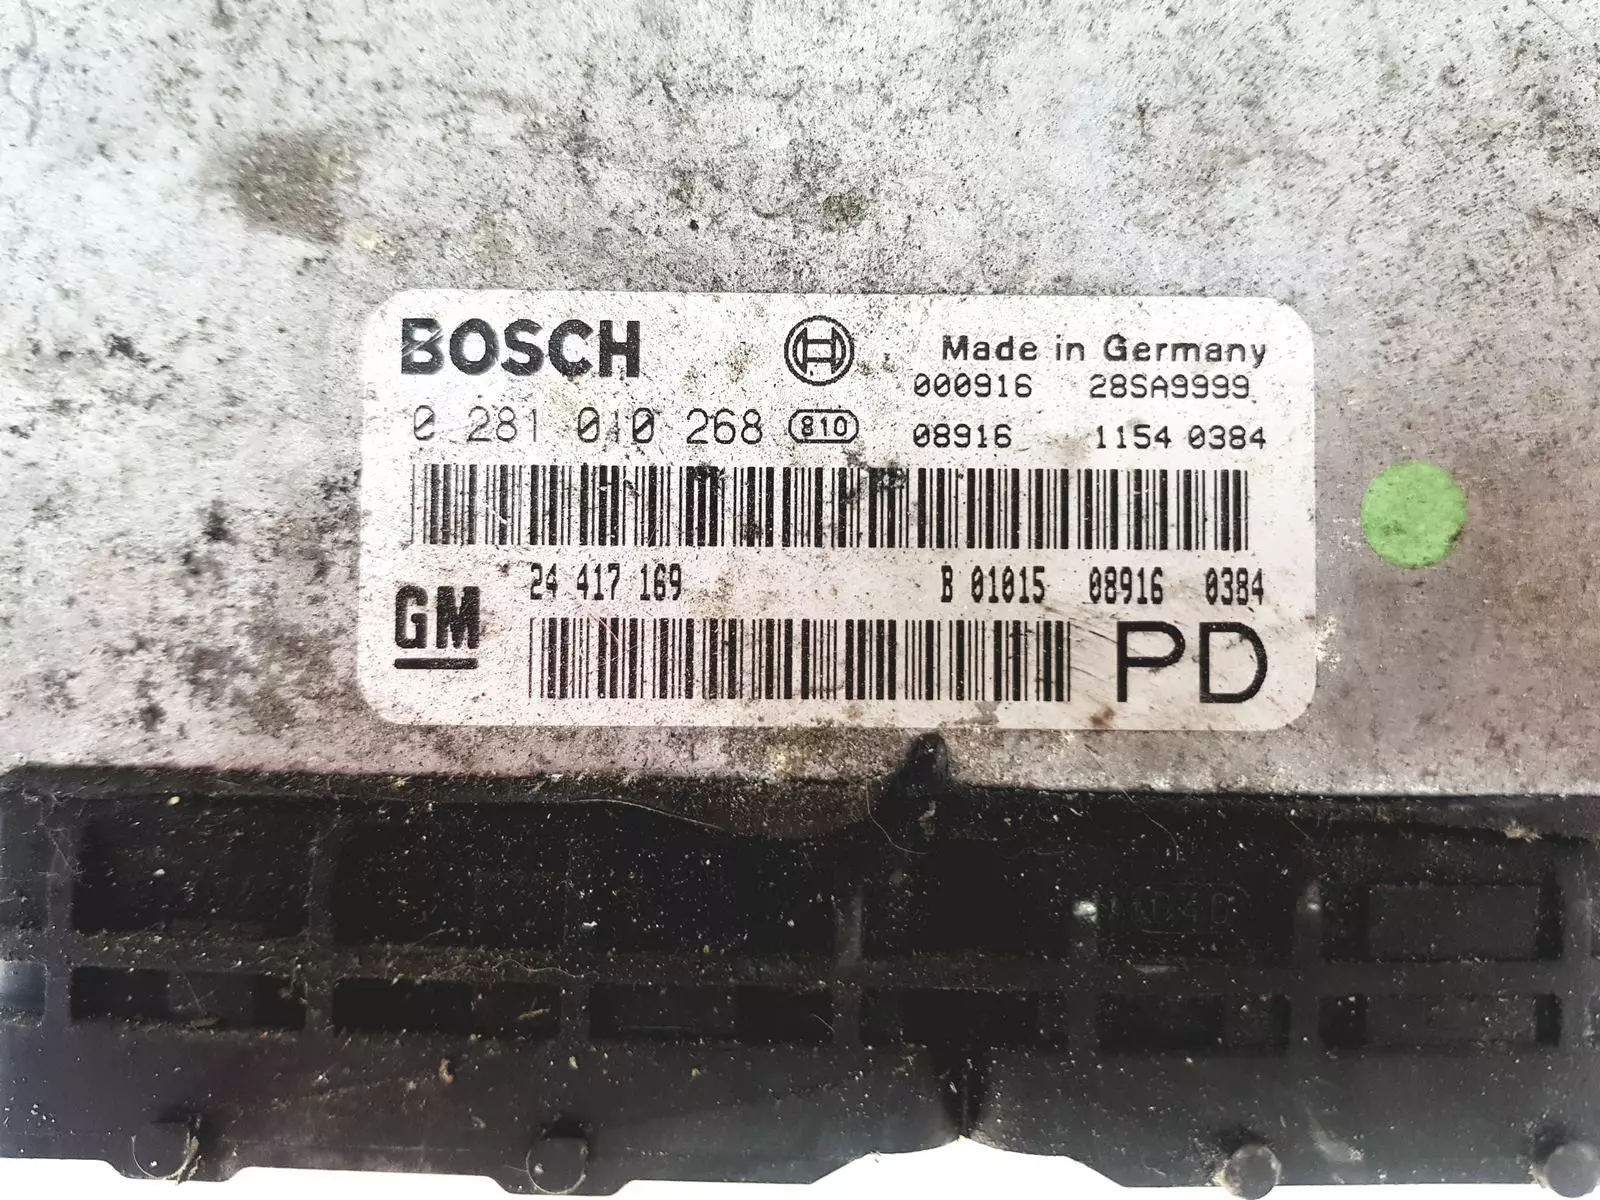 BOSCH
Made in Germany
000916 28SA9999
0 281 010 268 810
08916 1154 0384
24 417 169 B 01015 08916 0384
GM
PD